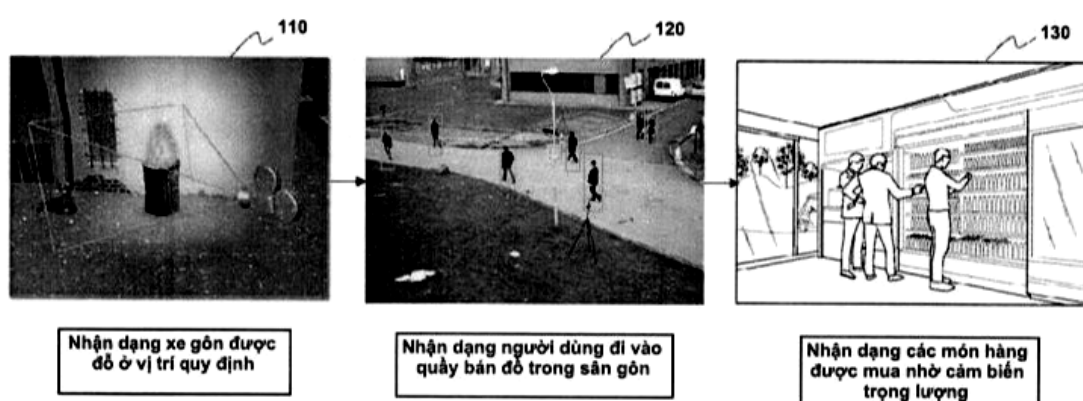 110
120
130
Nhận dạng xe gôn được
đỗ ở vị trí quy định
Nhận dạng người dùng đi vào
quầy bán đồ trong sân gôn
Nhận dạng các món hàng
được mua nhờ cảm biến
trọng lượng